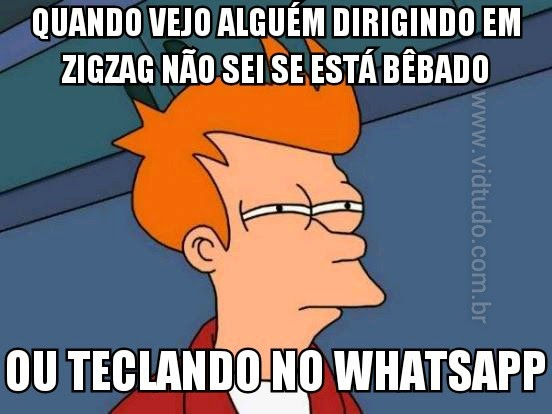 QUANDO VEJO ALGUÉM DIRIGINDO EM
ZIGZAG NÃO SEI SE ESTÁ BÊBADO
www.vidtudo.com.br
OU TECLANDO NO WHATSAPP